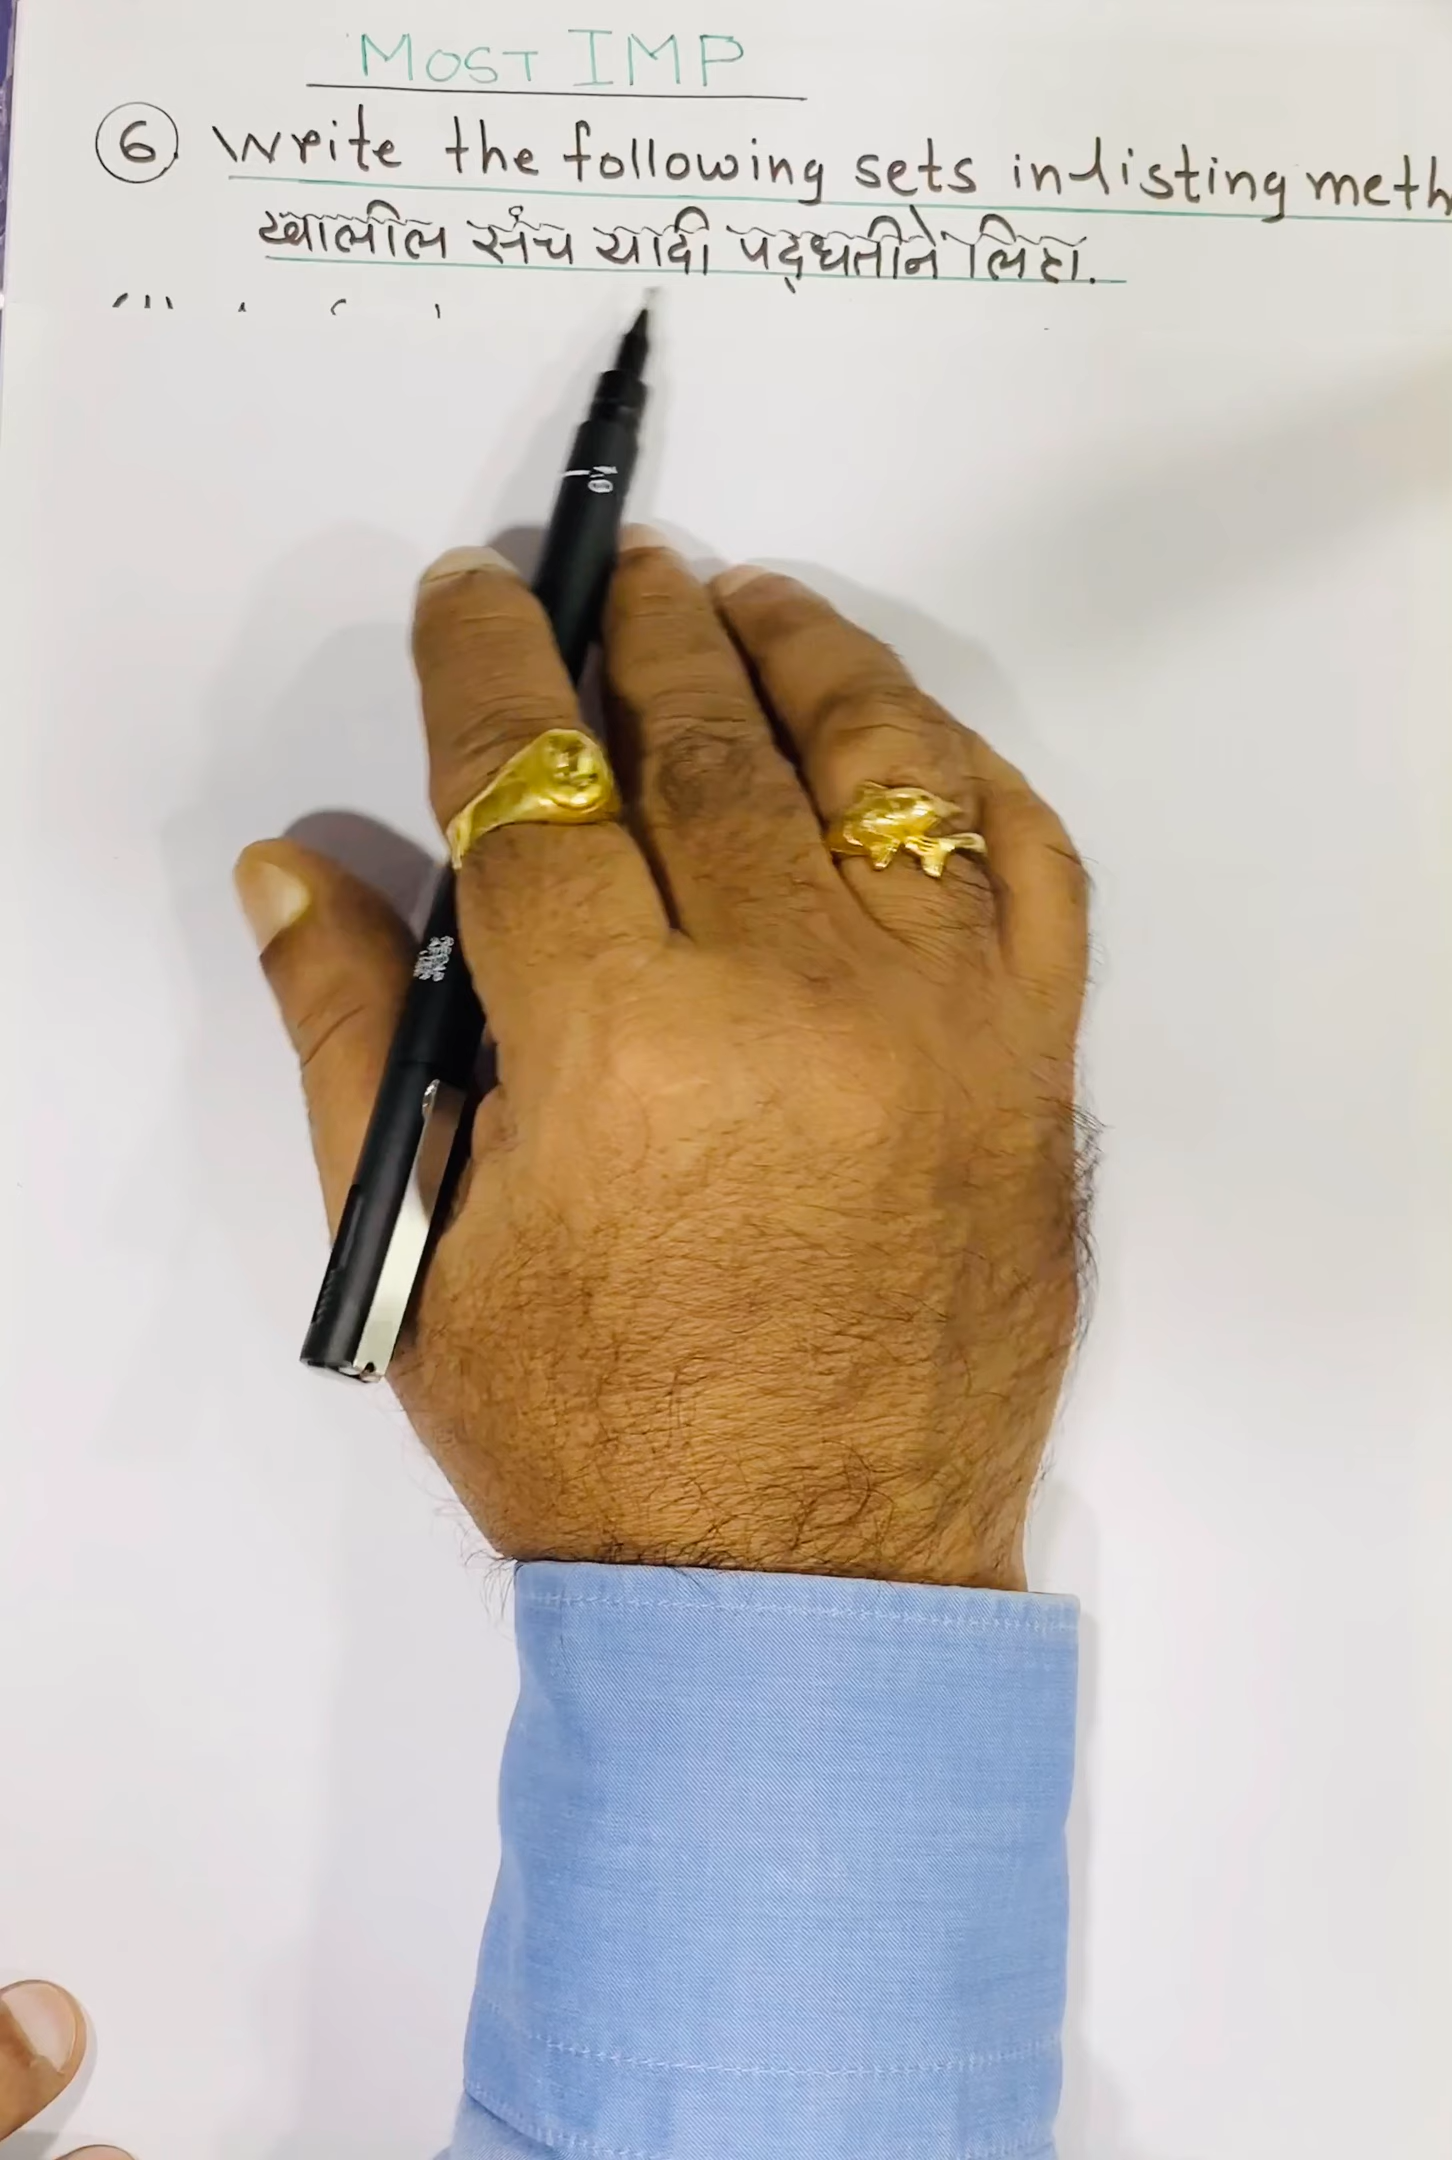 MOST IMP
6 Write the following sets in listing meth
खालील संच यादी पद्धतीने लिहा.